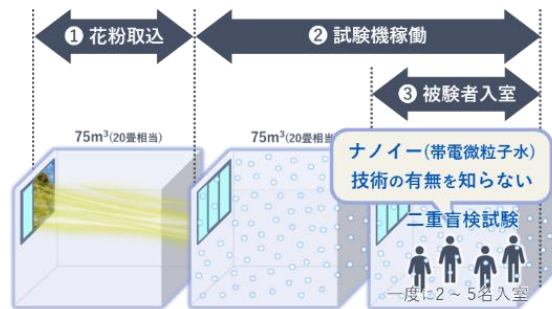 ❶ 花粉取込
❷ 試験機稼働
❸ 被験者入室
75m³(20畳相当)
75m³(20畳相当)
ナノイー(帯電微粒子水)
技術の有無を知らない
二重盲検試験
一度に2 ~ 5名入室